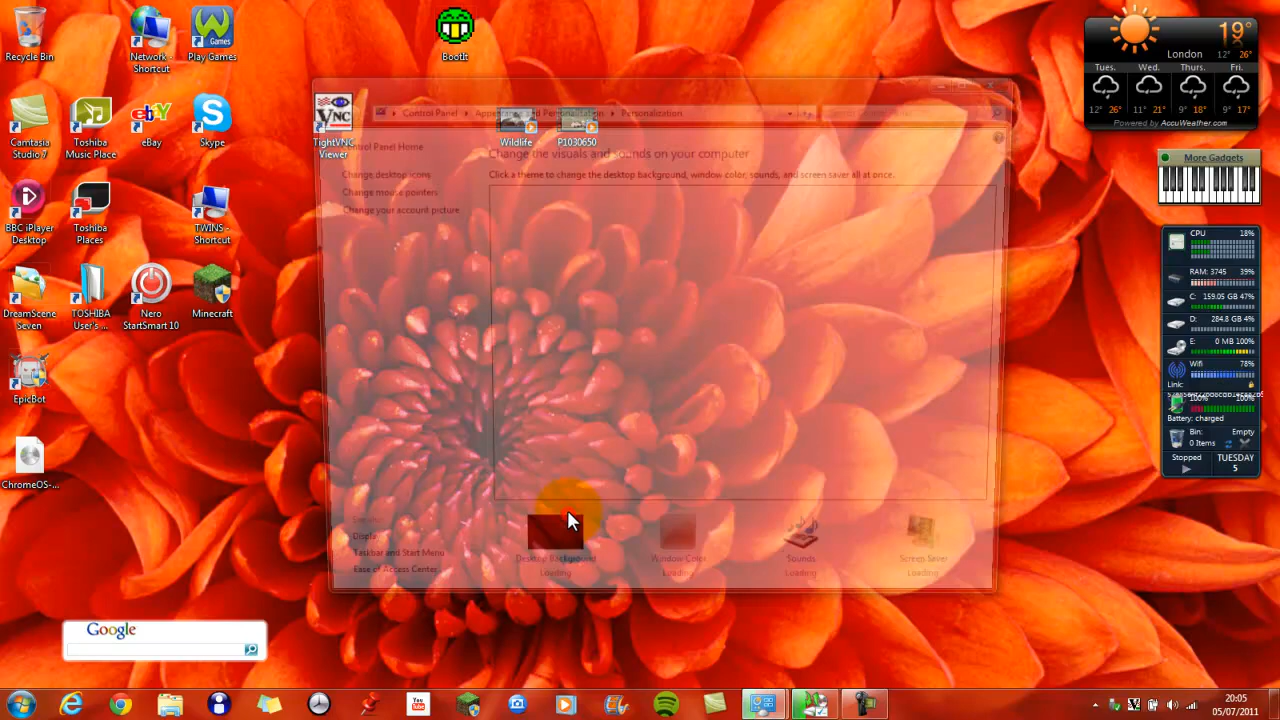 Recycle Bin
Network - Shortcut
Play Games
BootIt
Camtasia Studio 7
Toshiba Music Place
eBay
Skype
TightVNC Viewer
Wildlife
P1030650
BBC iPlayer Desktop
Toshiba Places
TWINS - Shortcut
DreamScene Seven
TOSHIBA User's ...
Nero StartSmart 10
Minecraft
EpicBot
ChromeOS-...
Control Panel
Appearance and Personalization
Personalization
Control Panel Home
Change desktop icons
Change mouse pointers
Change your account picture
Change the visuals and sounds on your computer
Click a theme to change the desktop background, window color, sounds, and screen saver all at once.
Display
Taskbar and Start Menu
Ease of Access Center
Desktop Background
Loading
Window Color
Loading
Sounds
Loading
Screen Saver
Loading
19°
London 12° 26°
Tues. Wed. Thurs. Fri.
12° 26° 11° 21° 9° 18° 9° 17°
Powered by AccuWeather.com
More Gadgets
CPU 18%
RAM: 3745 39%
C: 159.05 GB 47%
D: 284.8 GB 4%
E: 0 MB 100%
Wifi 78%
Link:
100% 100%
Battery: charged
Bin: Empty
0 Items
Stopped TUESDAY
5
Google
You Tube
20:05
05/07/2011